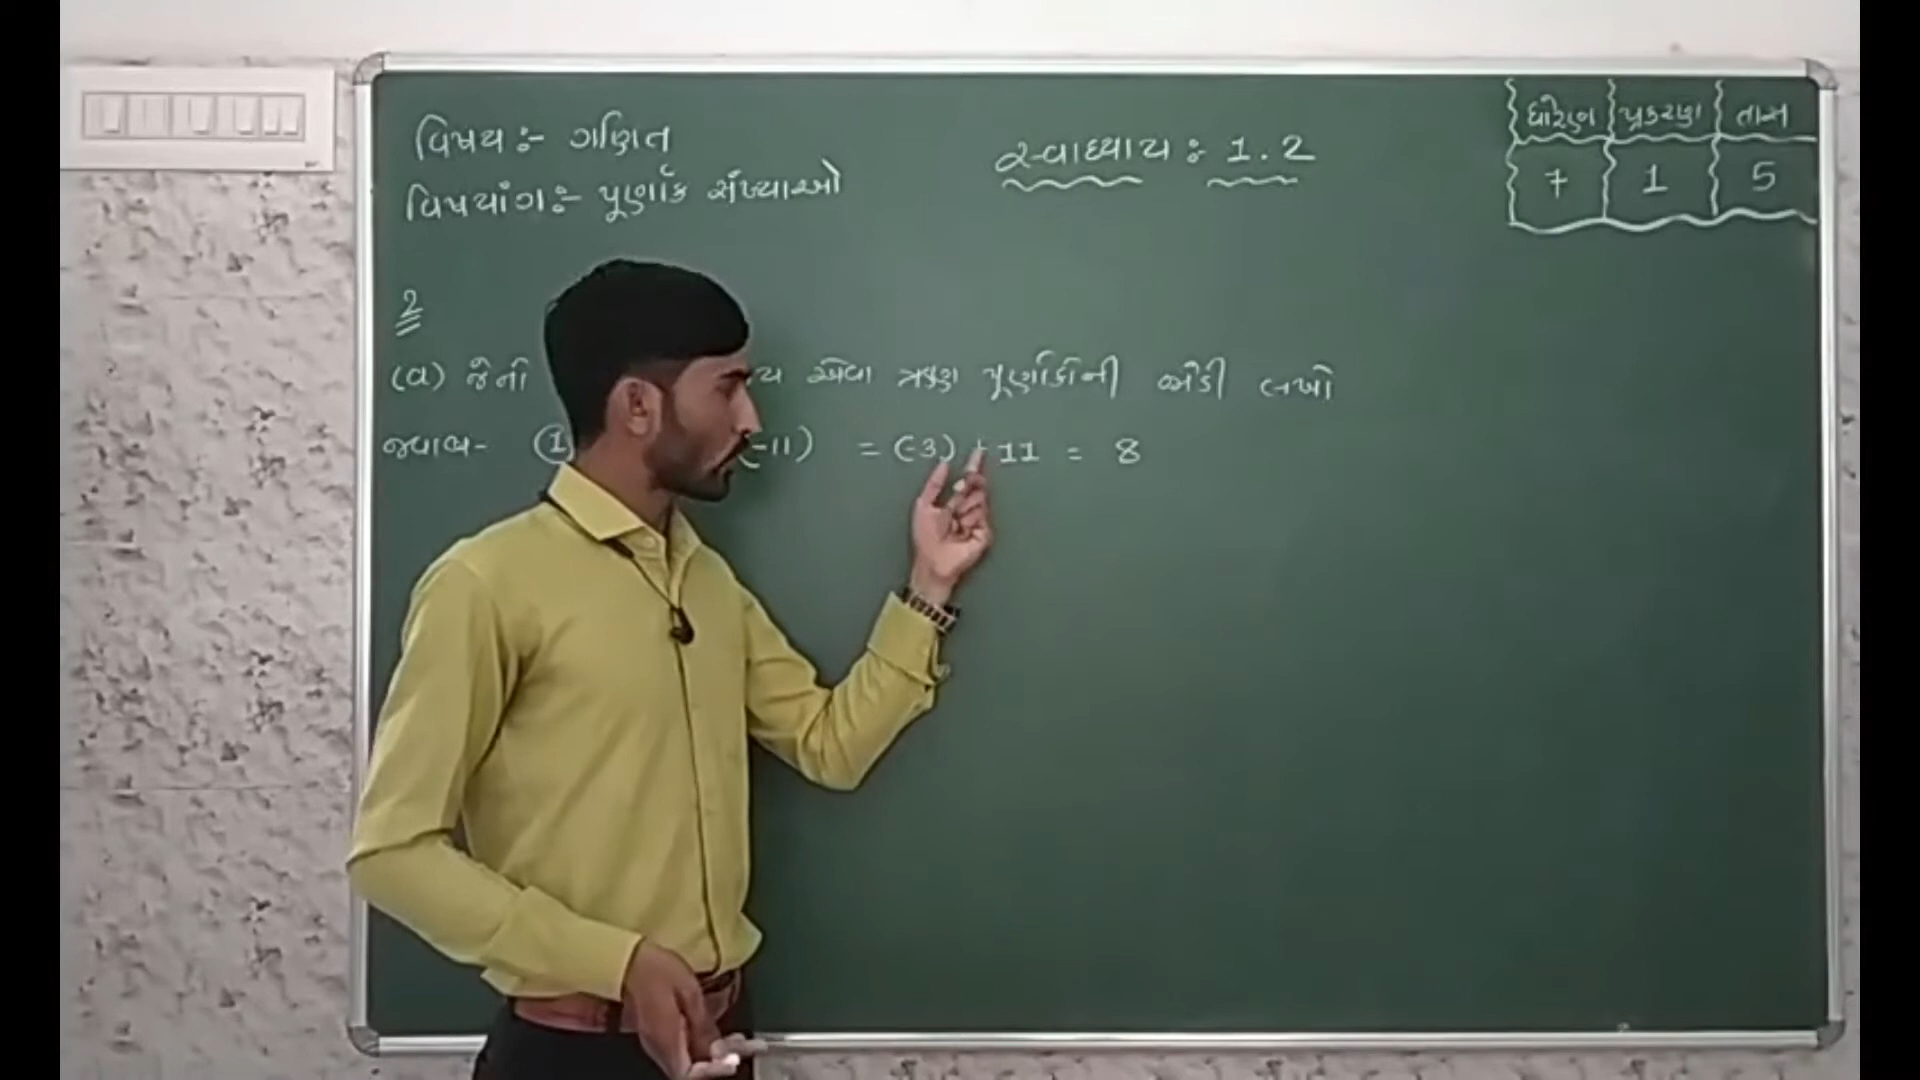 વિષય :- ગણિત
વિષયાંગ :- પૂર્ણાંક સંખ્યાઓ
સ્વાધ્યાય : 1.2
ધોરણ પ્રકરણ તાસ
7 1 5
2
(a) જેની એવા ત્રણ પૂર્ણાંકોની જોડી લખો
જવાબ- 1 (-11) = (-3) + 11 = 8